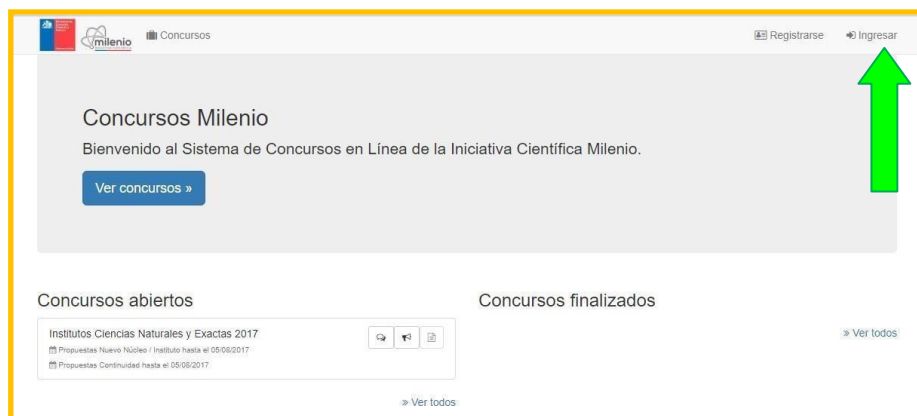 milenio
Concursos
Registrarse
Ingresar
Concursos Milenio
Bienvenido al Sistema de Concursos en Línea de la Iniciativa Científica Milenio.
Ver concursos »
Concursos abiertos
Institutos Ciencias Naturales y Exactas 2017
Propuestas Nuevo Núcleo / Instituto hasta el 05/08/2017
Propuestas Continuidad hasta el 05/08/2017
» Ver todos
Concursos finalizados
» Ver todos